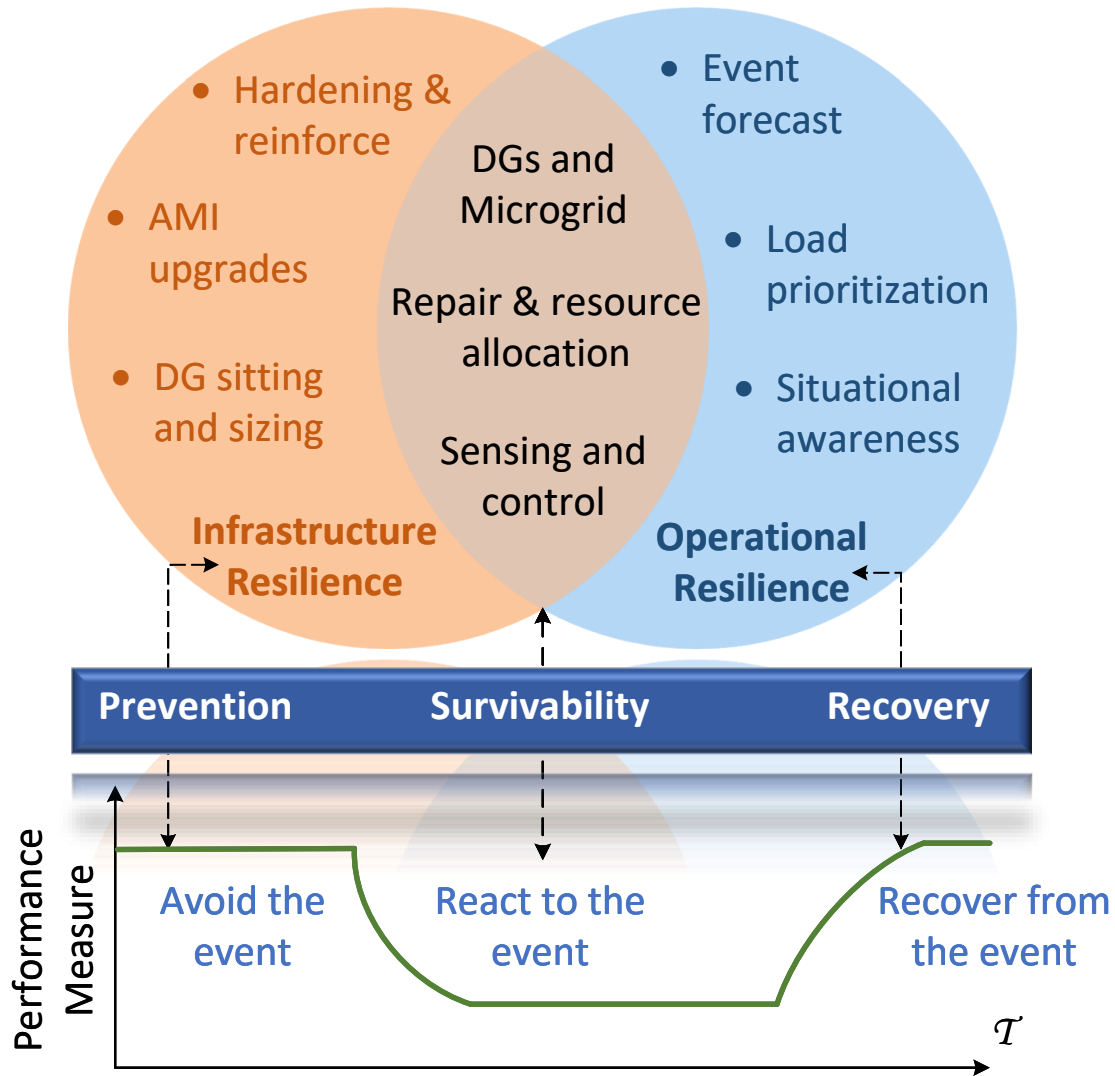 Hardening &
reinforce
AMI
upgrades
DG sitting
and sizing
Infrastructure
Resilience
DGs and
Microgrid
Repair & resource
allocation
Sensing and
control
Event
forecast
Load
prioritization
Situational
awareness
Operational
Resilience
Prevention
Survivability
Recovery
Performance
Measure
Avoid the
event
React to the
event
Recover from
the event
𝒯